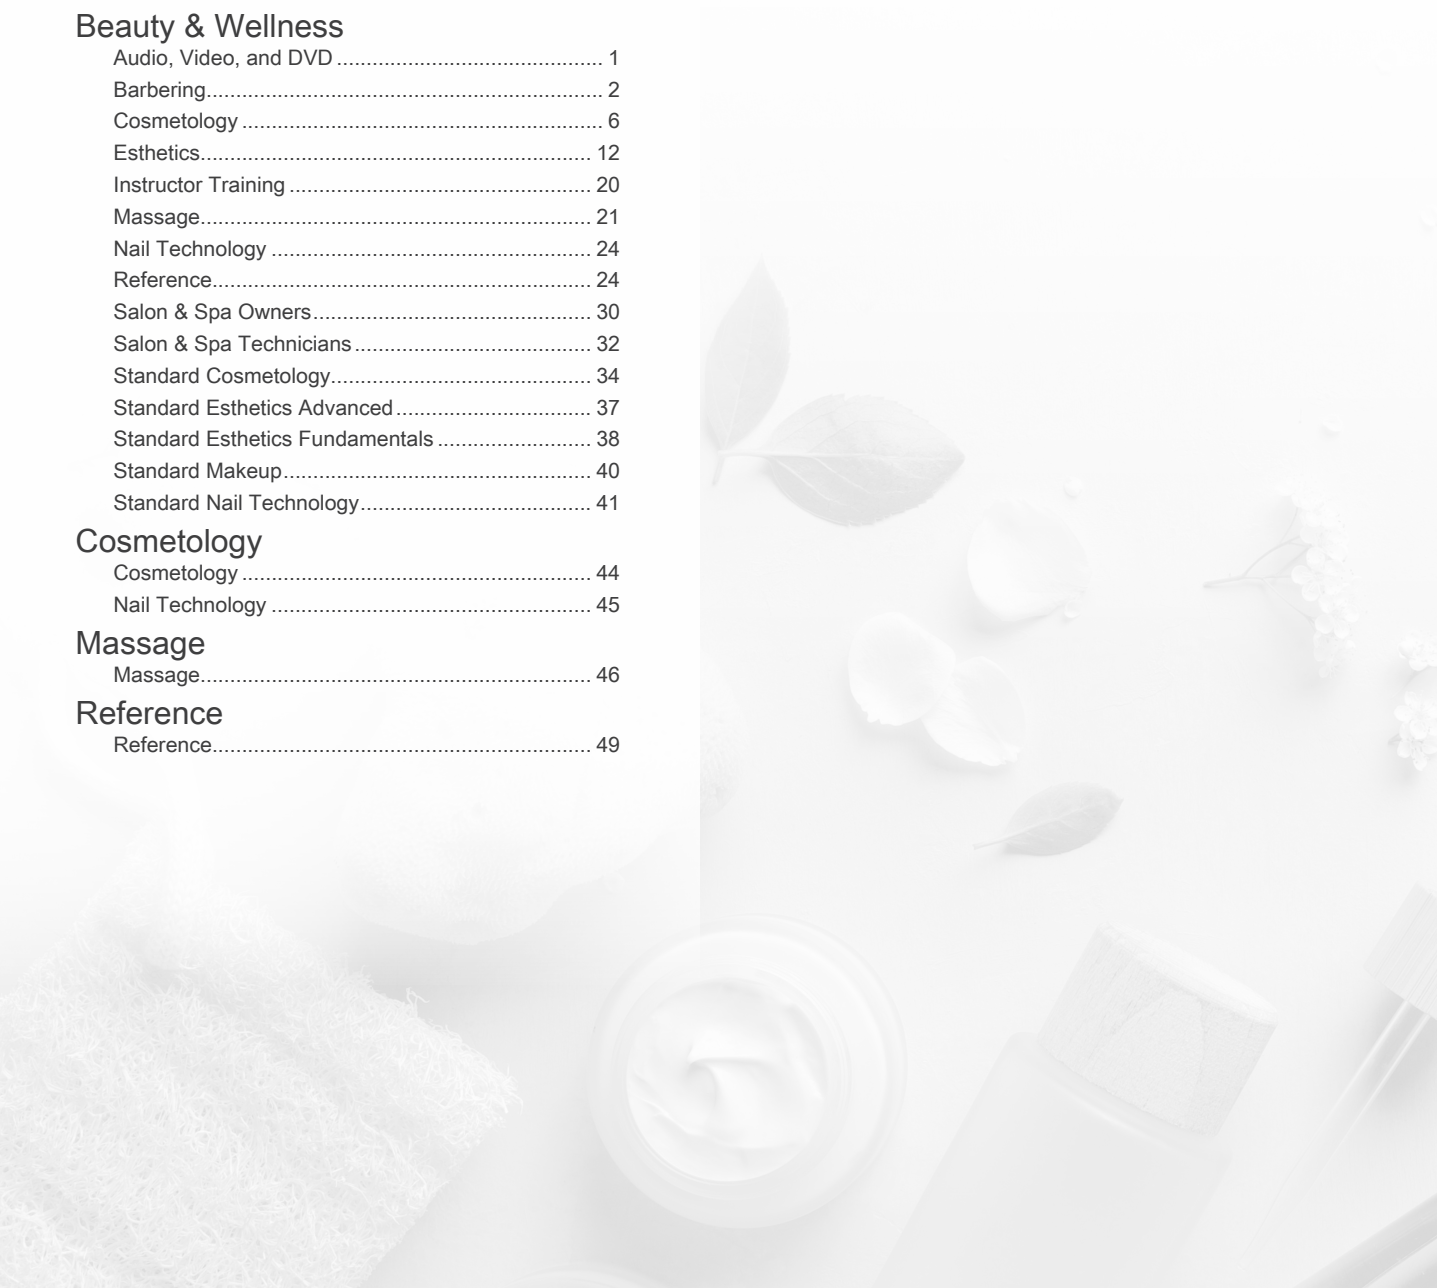 Beauty & Wellness
Audio, Video, and DVD ............................................. 1
Barbering................................................................... 2
Cosmetology ............................................................. 6
Esthetics.................................................................. 12
Instructor Training ................................................... 20
Massage.................................................................. 21
Nail Technology ...................................................... 24
Reference................................................................ 24
Salon & Spa Owners............................................... 30
Salon & Spa Technicians........................................ 32
Standard Cosmetology............................................ 34
Standard Esthetics Advanced................................. 37
Standard Esthetics Fundamentals .......................... 38
Standard Makeup.................................................... 40
Standard Nail Technology....................................... 41
Cosmetology
Cosmetology ........................................................... 44
Nail Technology ...................................................... 45
Massage
Massage.................................................................. 46
Reference
Reference................................................................ 49